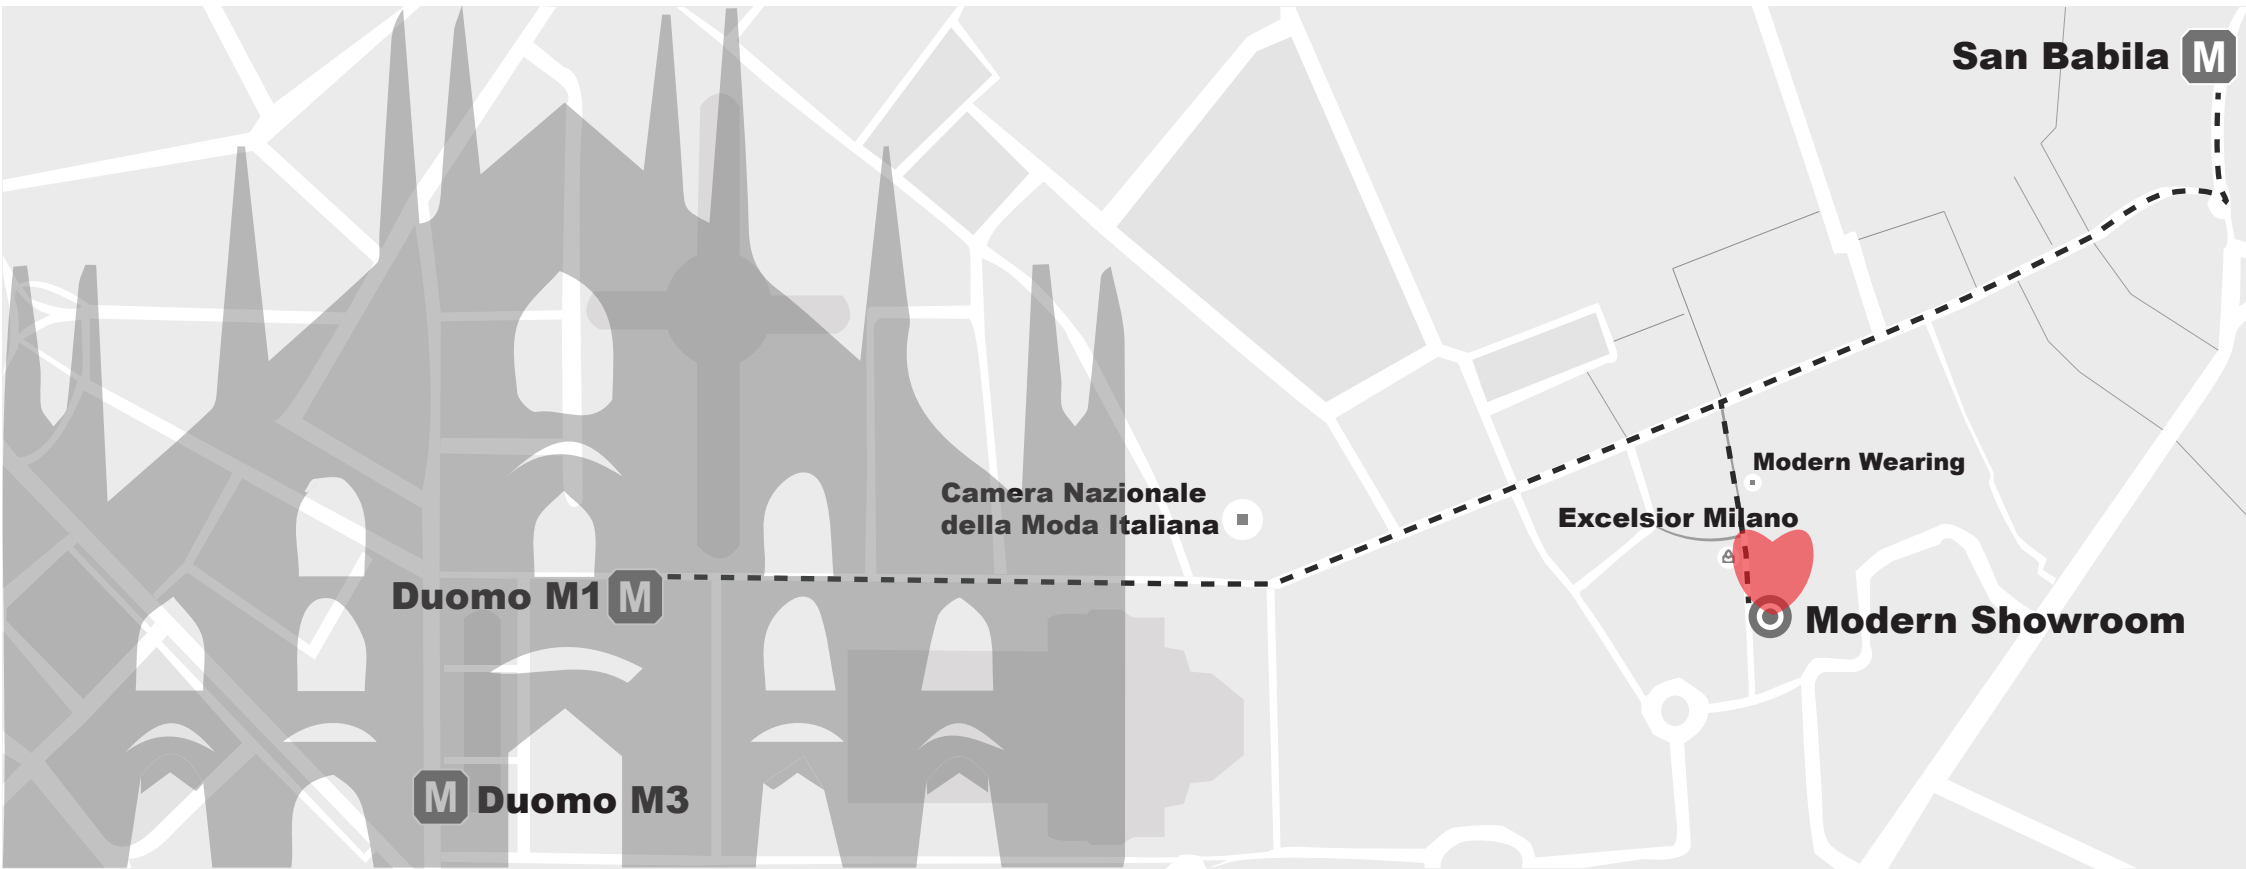 San Babila M
Modern Wearing
Camera Nazionale
della Moda Italiana
Excelsior Milano
Duomo M1 M
Modern Showroom
M Duomo M3